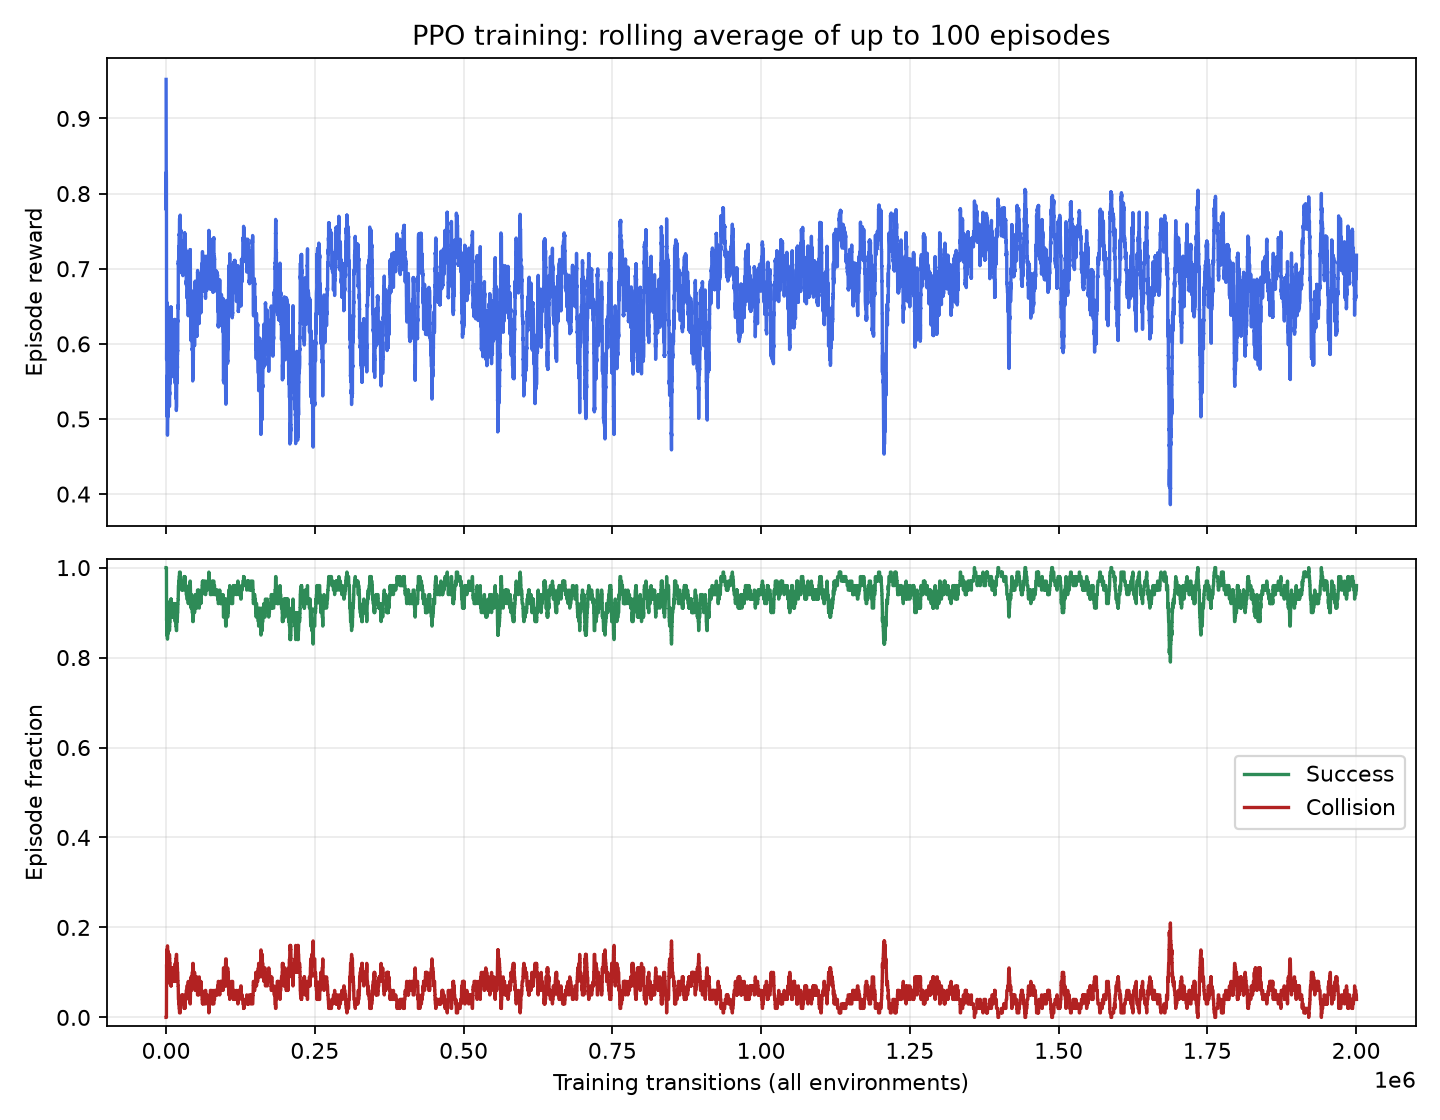 PPO training: rolling average of up to 100 episodes
Episode reward
0.9
0.8
0.7
0.6
0.5
0.4
Episode fraction
1.0
0.8
0.6
0.4
0.2
0.0
Success
Collision
0.00 0.25 0.50 0.75 1.00 1.25 1.50 1.75 2.00
1e6
Training transitions (all environments)